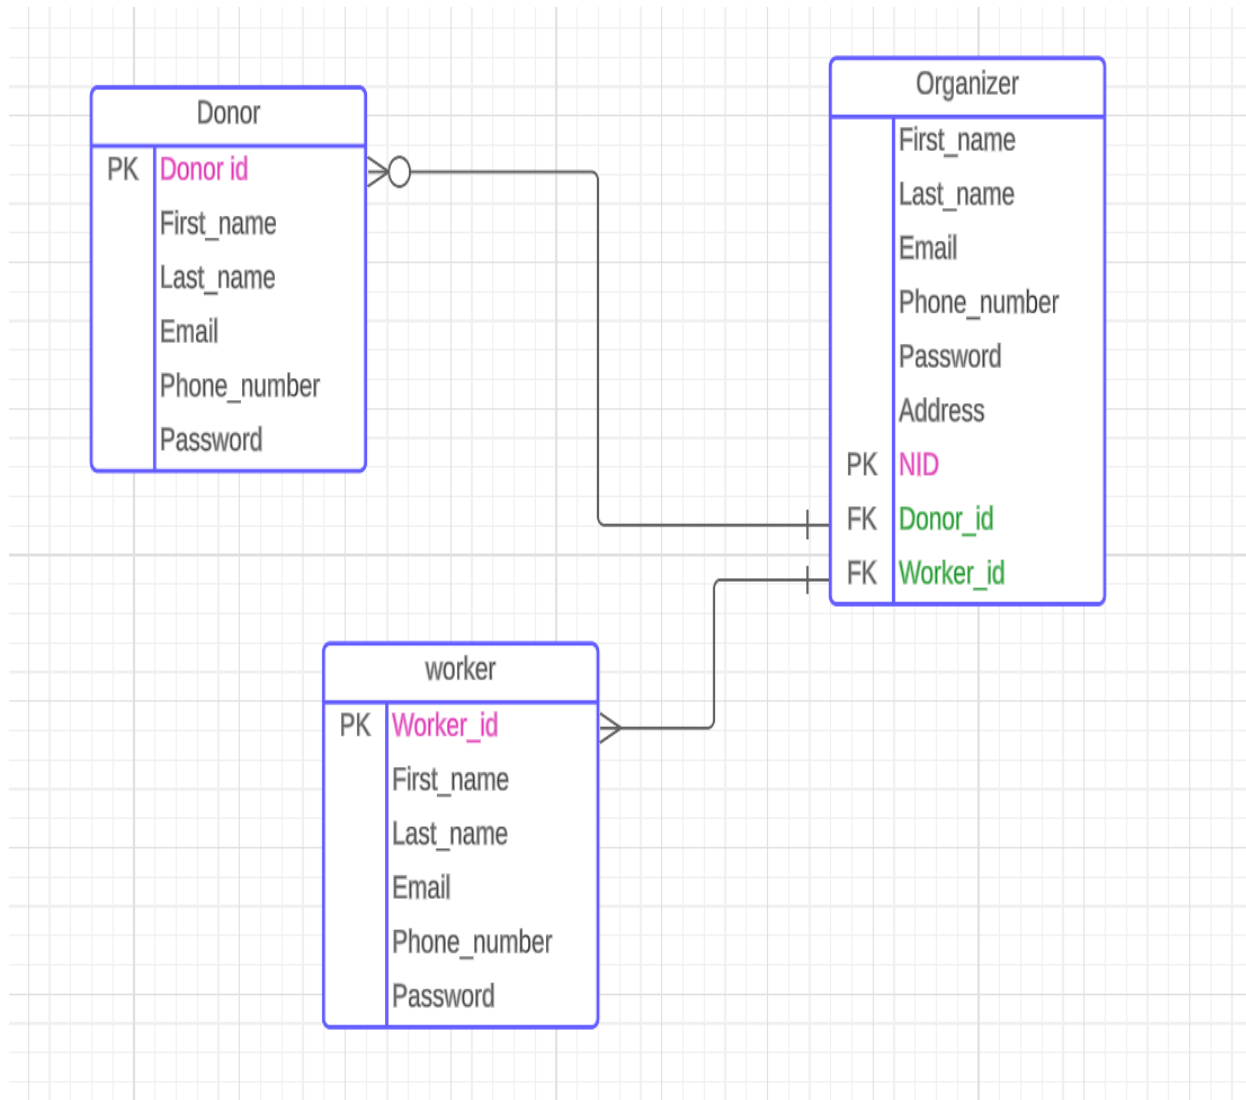 Donor
PK Donor id
First_name
Last_name
Email
Phone_number
Password
Organizer
First_name
Last_name
Email
Phone_number
Password
Address
PK NID
FK Donor_id
FK Worker_id
worker
PK Worker_id
First_name
Last_name
Email
Phone_number
Password